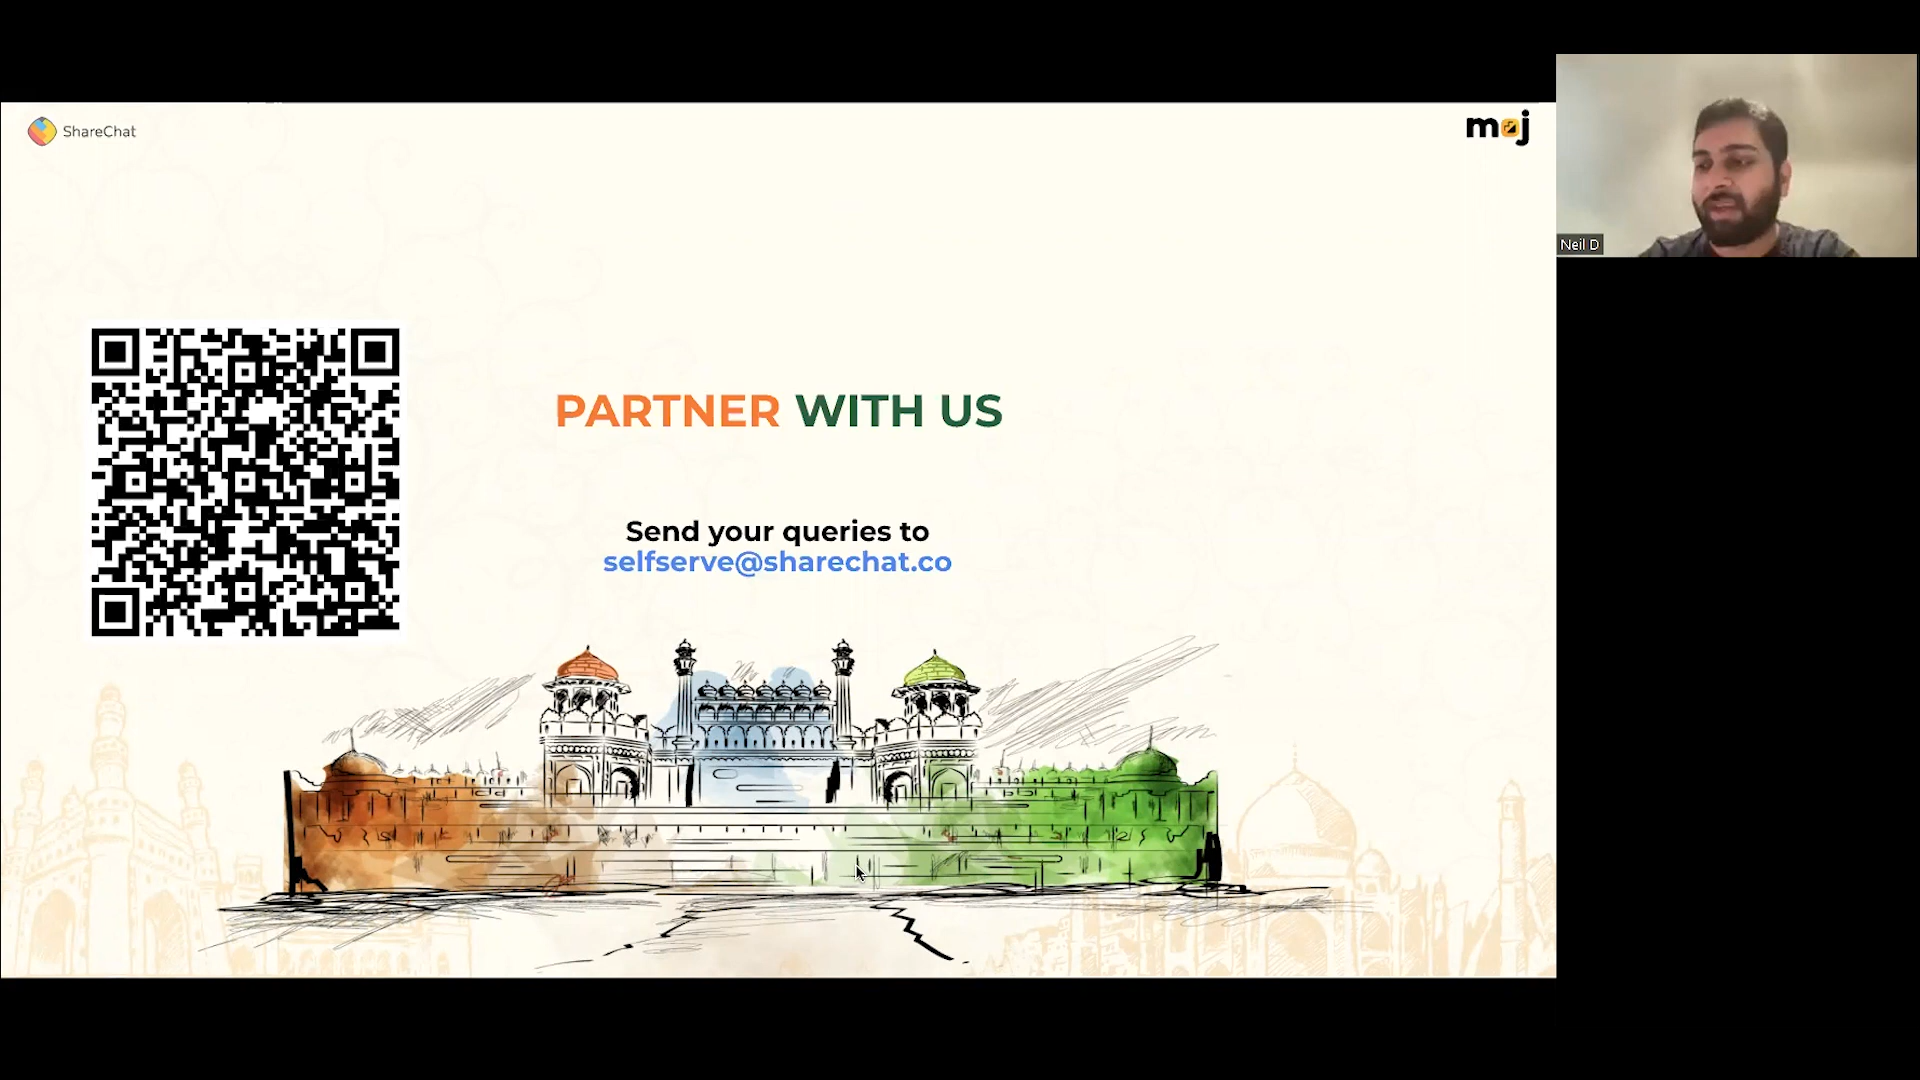 ShareChat
moj
Neil D
PARTNER WITH US
Send your queries to
selfserve@sharechat.co